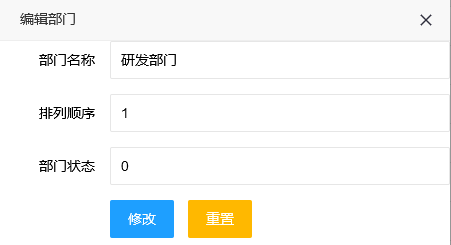 编辑部门
部门名称 研发部门
排列顺序 1
部门状态 0
修改 重置